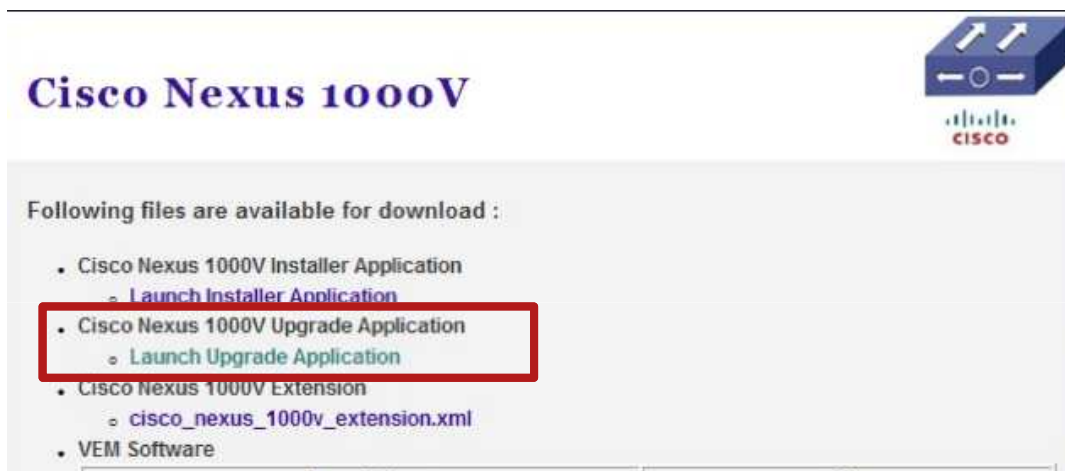 Cisco Nexus 1000V
CISCO
Following files are available for download :
• Cisco Nexus 1000V Installer Application
○ Launch Installer Application
• Cisco Nexus 1000V Upgrade Application
○ Launch Upgrade Application
• Cisco Nexus 1000V Extension
○ cisco_nexus_1000v_extension.xml
• VEM Software